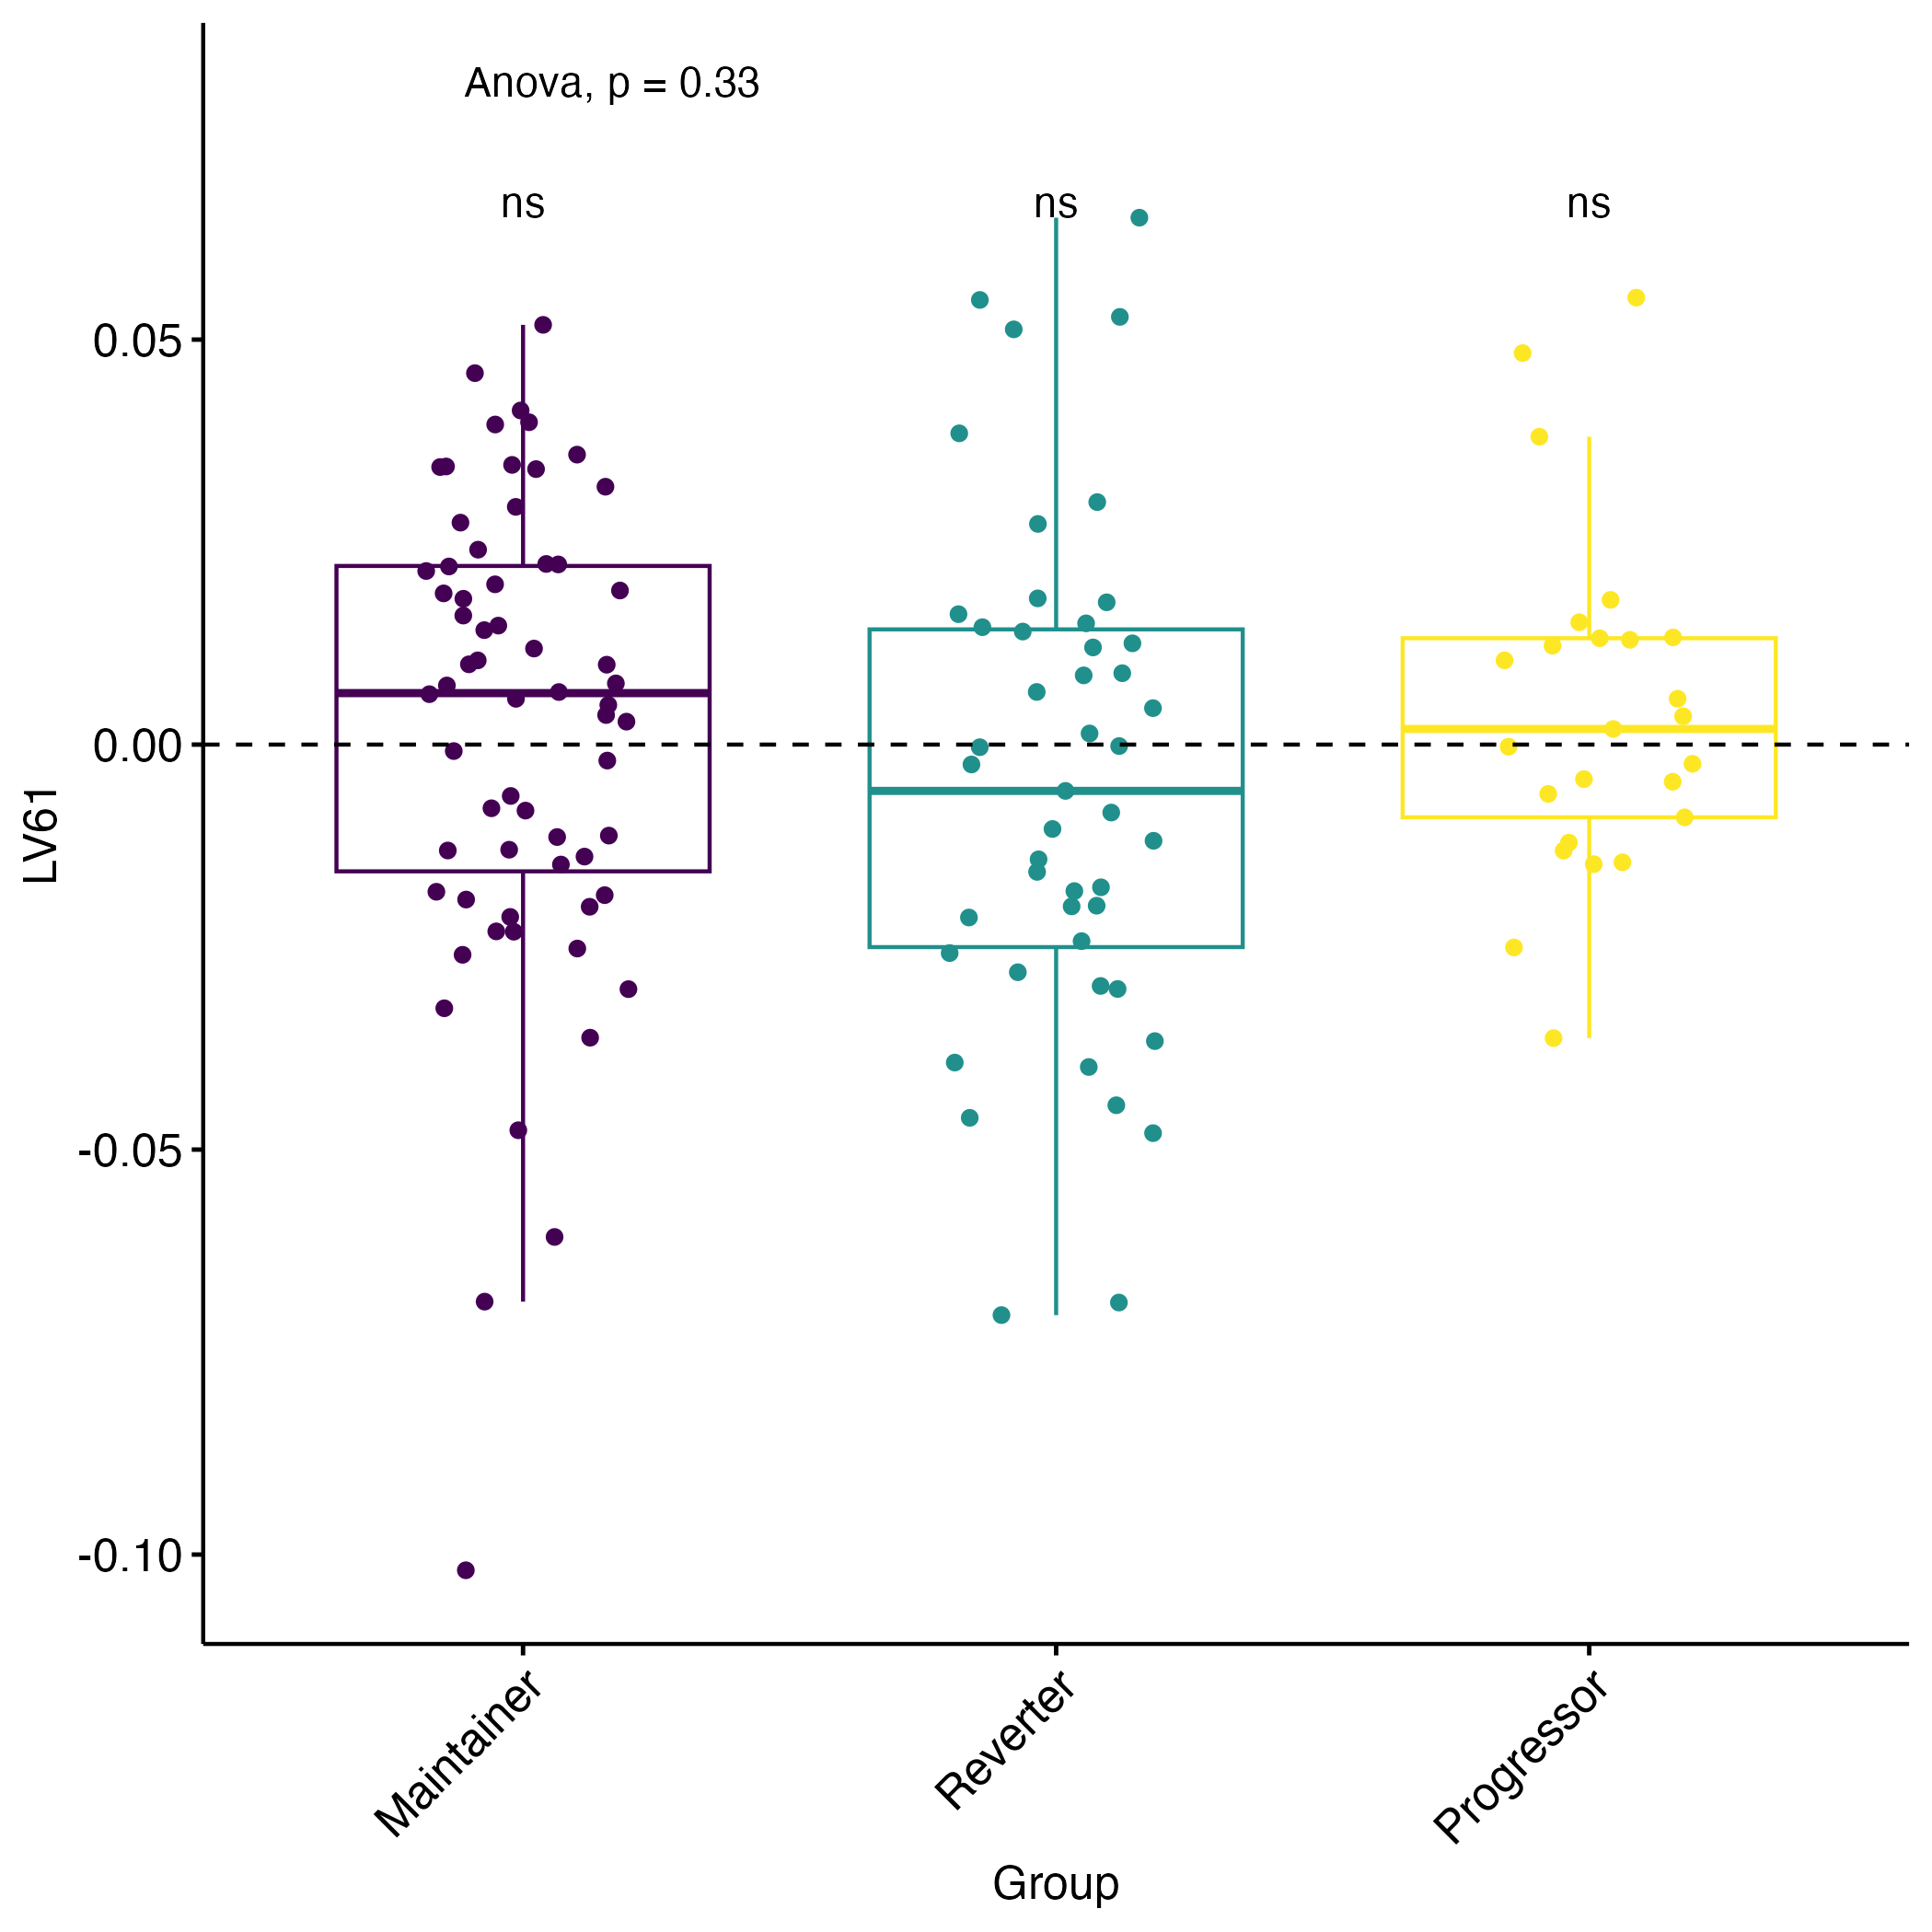 Anova, p = 0.33
ns ns ns
0.05
0.00
-0.05
-0.10
LV61
Maintainer Reverter Progressor
Group